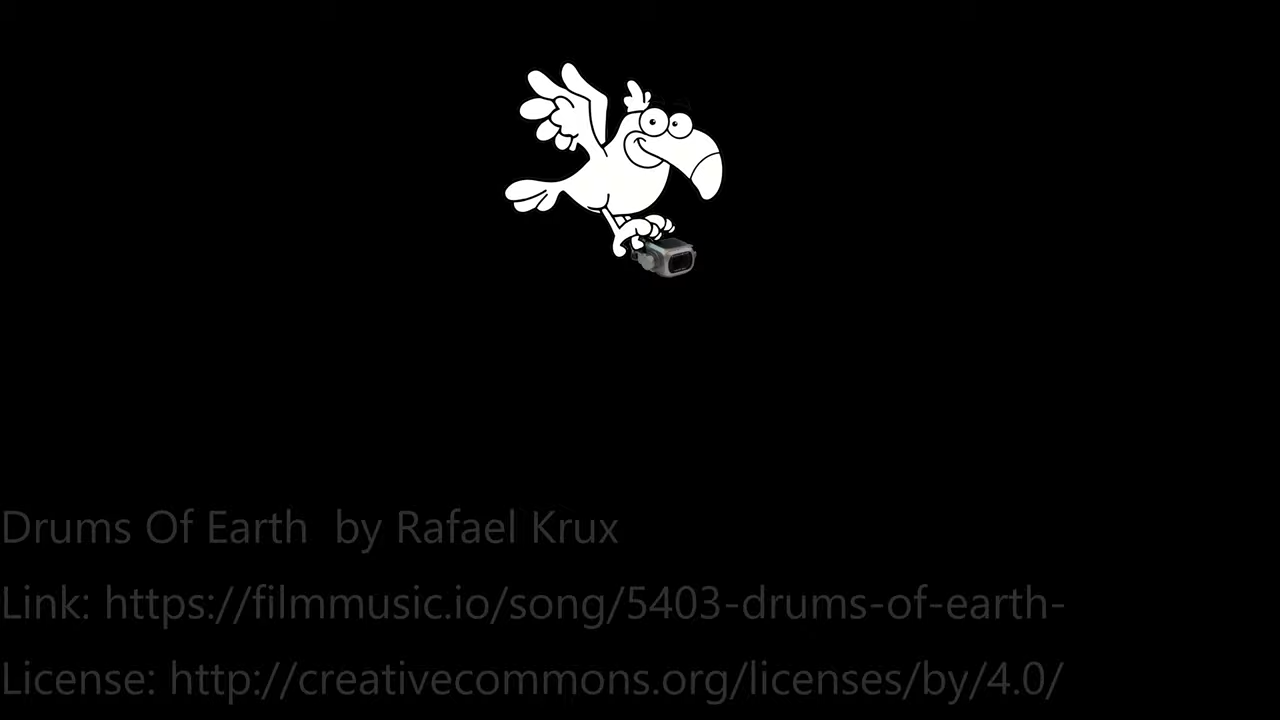 Drums Of Earth  by Rafael Krux
Link: https://filmmusic.io/song/5403-drums-of-earth-
License: http://creativecommons.org/licenses/by/4.0/